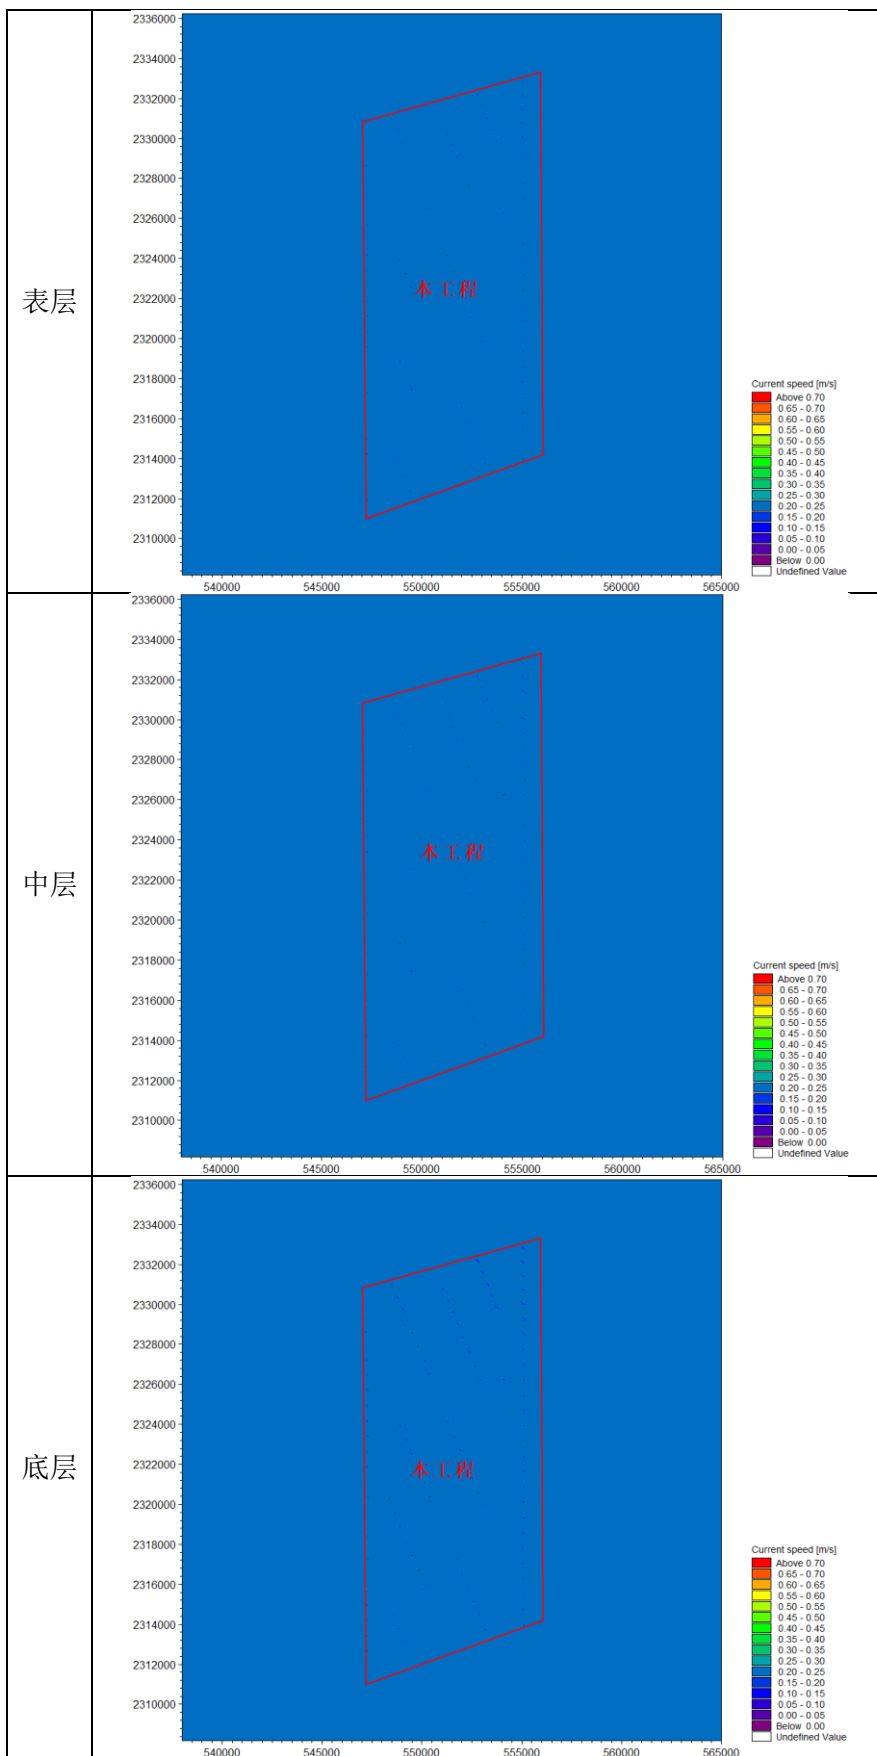 表层
2336000
2334000
2332000
2330000
2328000
2326000
2324000
2322000
2320000
2318000
2316000
2314000
2312000
2310000
本工程
540000 545000 550000 555000 560000 565000
Current speed [m/s]
Above 0.70
0.65 - 0.70
0.60 - 0.65
0.55 - 0.60
0.50 - 0.55
0.45 - 0.50
0.40 - 0.45
0.35 - 0.40
0.30 - 0.35
0.25 - 0.30
0.20 - 0.25
0.15 - 0.20
0.10 - 0.15
0.05 - 0.10
0.00 - 0.05
Below 0.00
Undefined Value
中层
2336000
2334000
2332000
2330000
2328000
2326000
2324000
2322000
2320000
2318000
2316000
2314000
2312000
2310000
本工程
540000 545000 550000 555000 560000 565000
Current speed [m/s]
Above 0.70
0.65 - 0.70
0.60 - 0.65
0.55 - 0.60
0.50 - 0.55
0.45 - 0.50
0.40 - 0.45
0.35 - 0.40
0.30 - 0.35
0.25 - 0.30
0.20 - 0.25
0.15 - 0.20
0.10 - 0.15
0.05 - 0.10
0.00 - 0.05
Below 0.00
Undefined Value
底层
2336000
2334000
2332000
2330000
2328000
2326000
2324000
2322000
2320000
2318000
2316000
2314000
2312000
2310000
本工程
540000 545000 550000 555000 560000 565000
Current speed [m/s]
Above 0.70
0.65 - 0.70
0.60 - 0.65
0.55 - 0.60
0.50 - 0.55
0.45 - 0.50
0.40 - 0.45
0.35 - 0.40
0.30 - 0.35
0.25 - 0.30
0.20 - 0.25
0.15 - 0.20
0.10 - 0.15
0.05 - 0.10
0.00 - 0.05
Below 0.00
Undefined Value